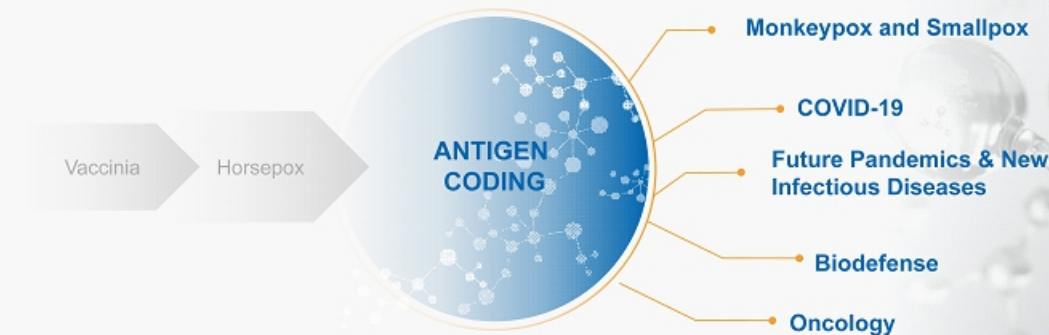 Vaccinia
Horsepox
ANTIGEN
CODING
Monkeypox and Smallpox
COVID-19
Future Pandemics & New
Infectious Diseases
Biodefense
Oncology